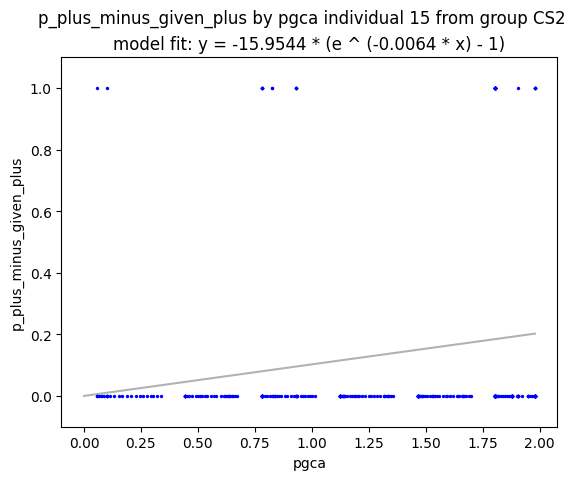 p_plus_minus_given_plus by pgca individual 15 from group CS2
model fit: y = -15.9544 * (e ^ (-0.0064 * x) - 1)
1.0
0.8
0.6
0.4
0.2
0.0
p_plus_minus_given_plus
0.00 0.25 0.50 0.75 1.00 1.25 1.50 1.75 2.00
pgca